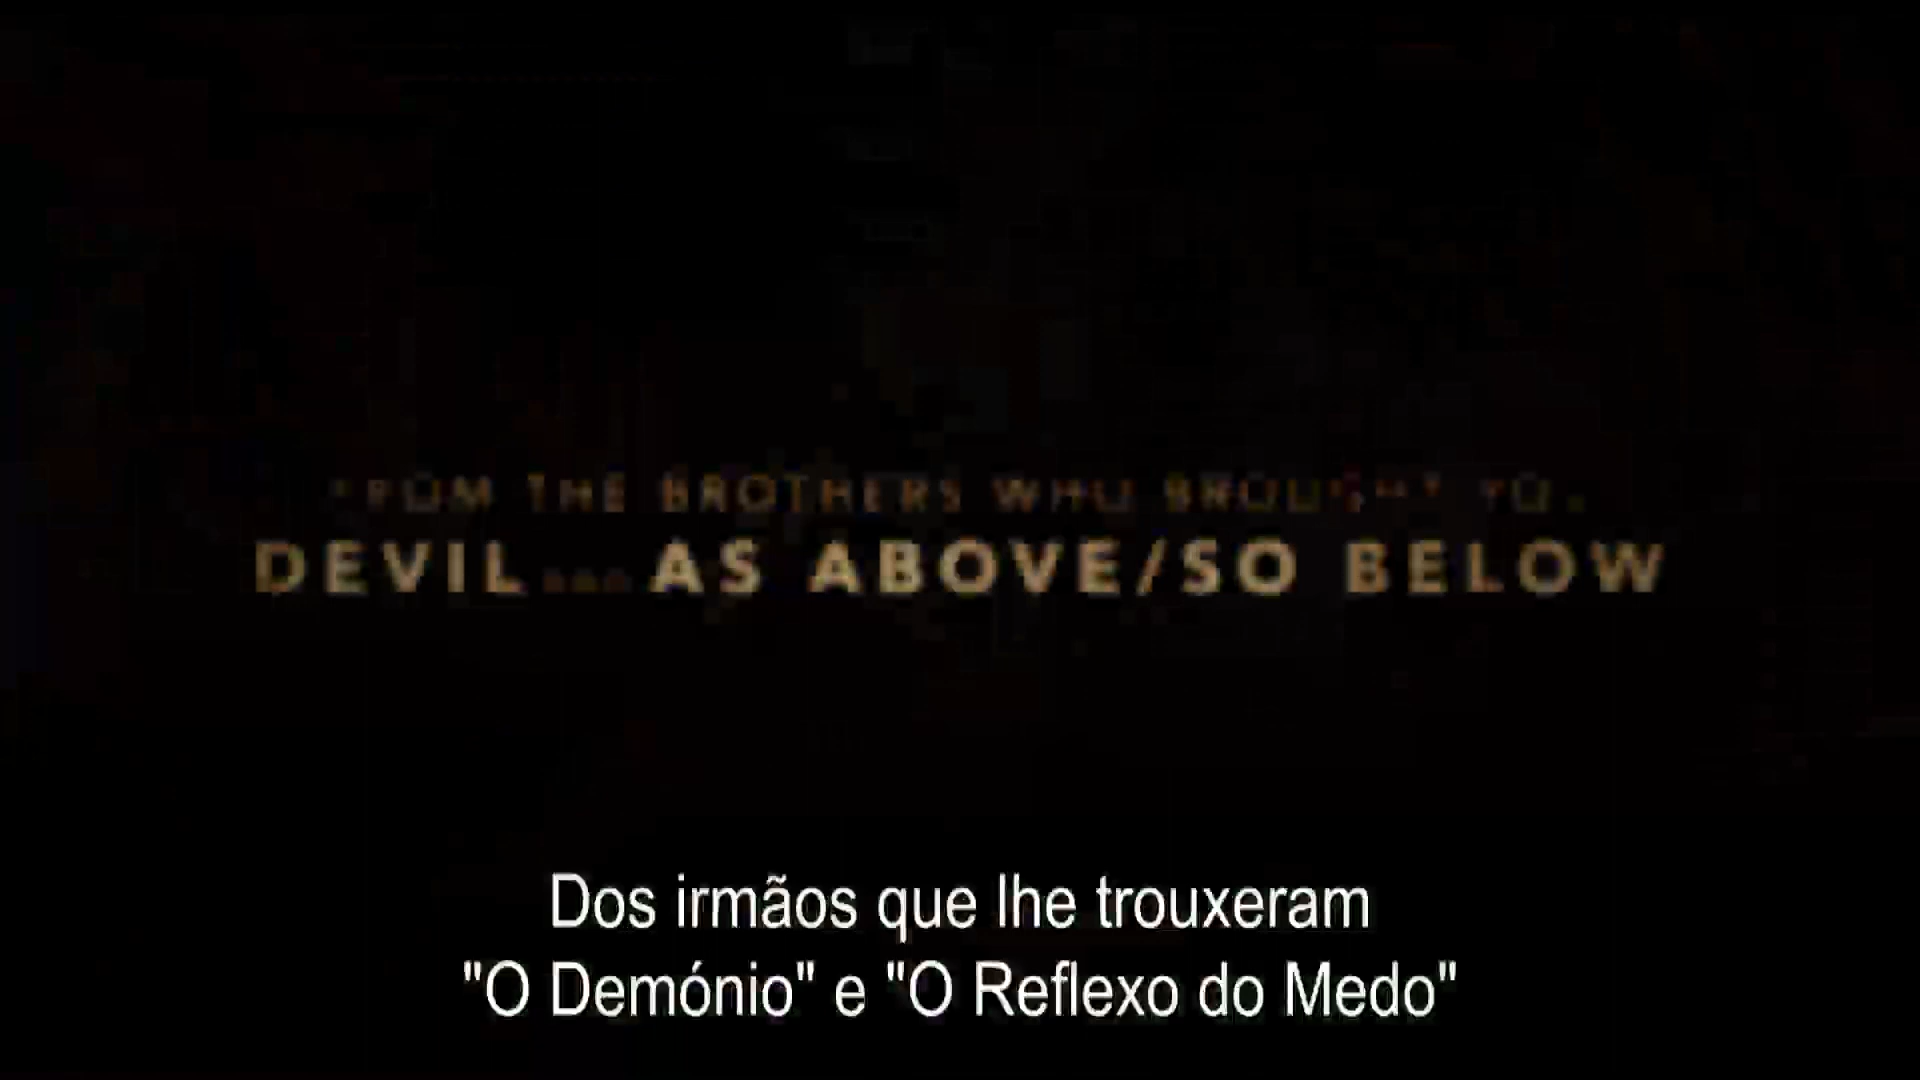 FROM THE BROTHERS WHO BROUGHT YOU
DEVIL... AS ABOVE/SO BELOW
Dos irmãos que lhe trouxeram
"O Demónio" e "O Reflexo do Medo"